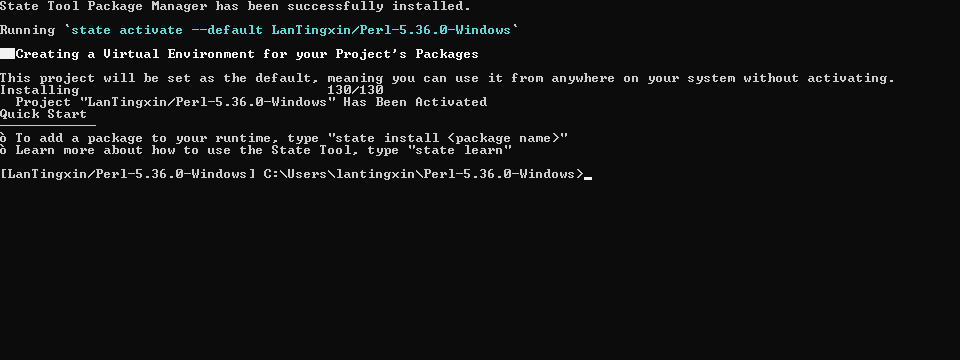 State Tool Package Manager has been successfully installed.
Running `state activate --default LanTingxin/Perl-5.36.0-Windows`
██Creating a Virtual Environment for your Project's Packages
This project will be set as the default, meaning you can use it from anywhere on your system without activating.
Installing 130/130
Project "LanTingxin/Perl-5.36.0-Windows" Has Been Activated
Quick Start
────────────
ò To add a package to your runtime, type "state install <package name>"
ò Learn more about how to use the State Tool, type "state learn"
[LanTingxin/Perl-5.36.0-Windows] C:\Users\lantingxin\Perl-5.36.0-Windows>